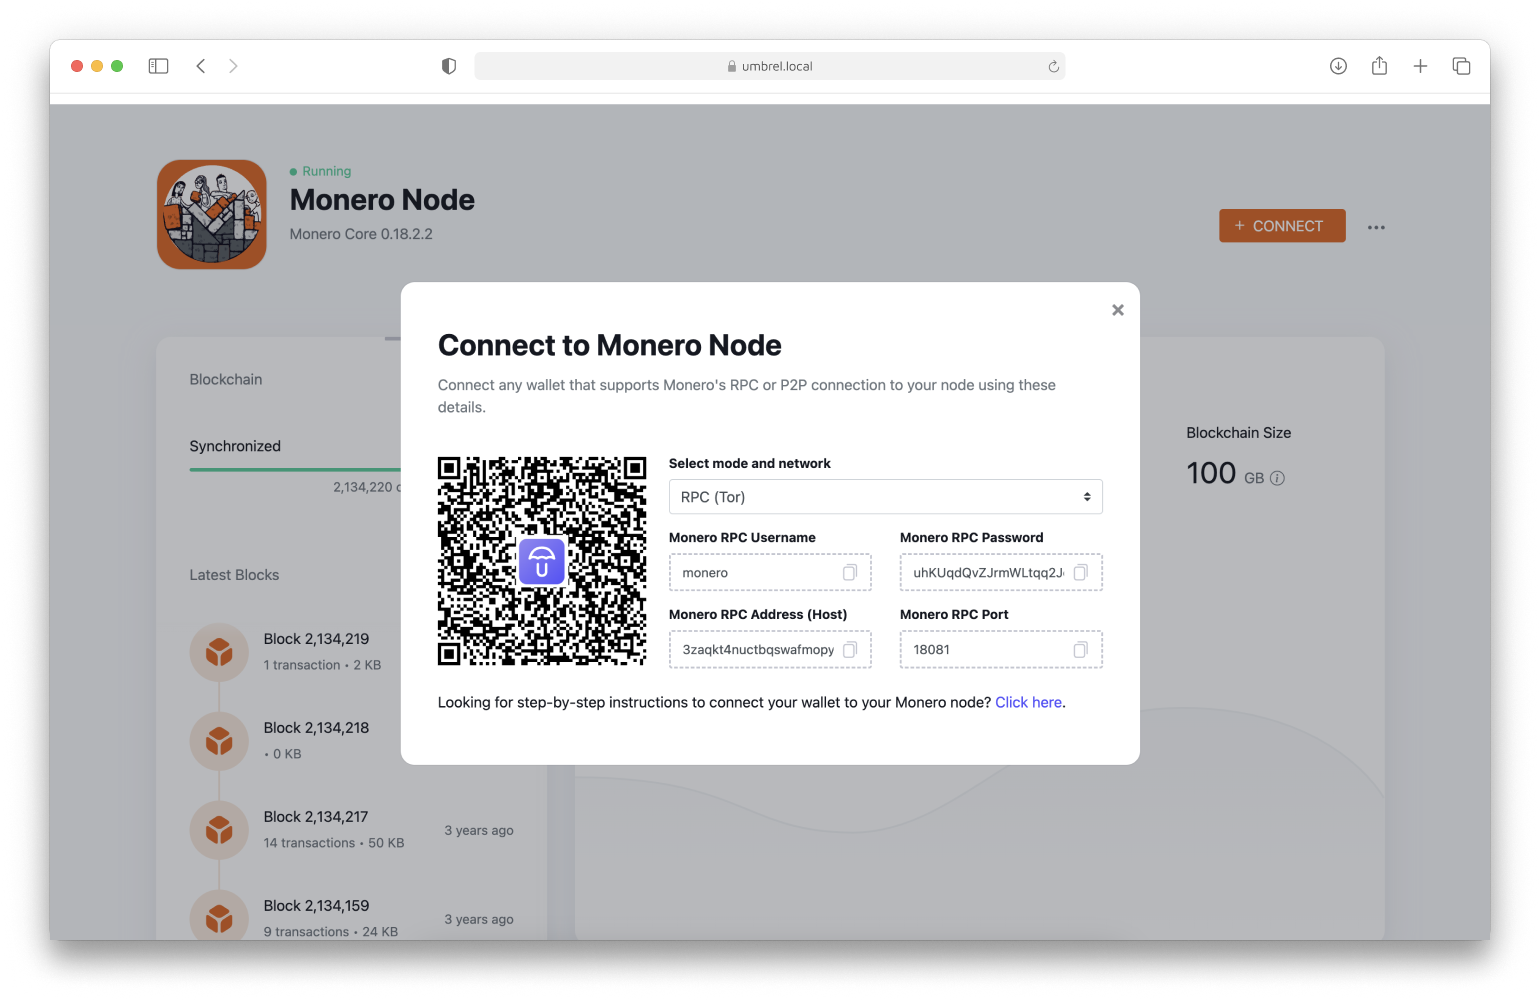 umbrel.local
Running
Monero Node
Monero Core 0.18.2.2
+ CONNECT
Connect to Monero Node
Connect any wallet that supports Monero's RPC or P2P connection to your node using these
details.
Select mode and network
RPC (Tor)
Monero RPC Username
Monero RPC Password
monero
uhKUqdQvZJrmWLtqq2J
Monero RPC Address (Host)
Monero RPC Port
3zaqkt4nuctbqswafmopy
18081
Looking for step-by-step instructions to connect your wallet to your Monero node? Click here.
Blockchain
Synchronized
2,134,220
Blockchain Size
100 GB
Latest Blocks
Block 2,134,219
1 transaction • 2 KB
Block 2,134,218
• 0 KB
Block 2,134,217
14 transactions • 50 KB
3 years ago
Block 2,134,159
9 transactions • 24 KB
3 years ago